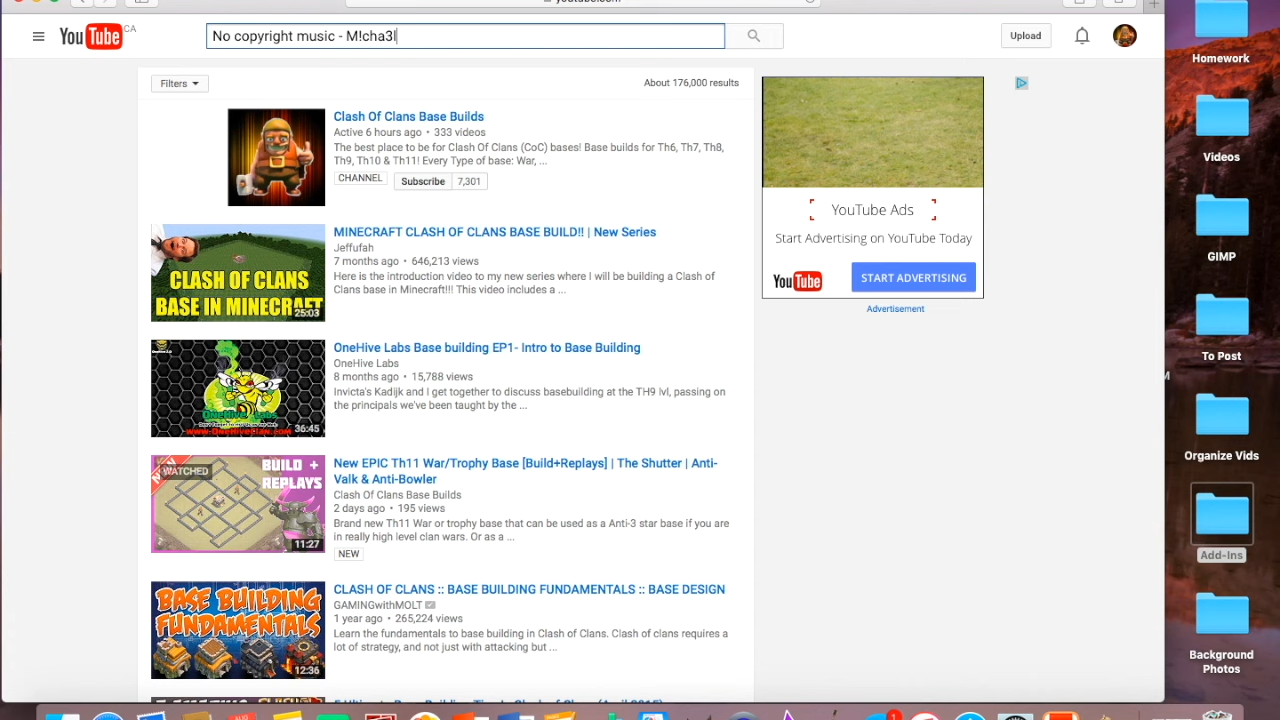 youtube.com
YouTube CA
No copyright music - M!cha3l
Upload
Filters
About 176,000 results
Clash Of Clans Base Builds
Active 6 hours ago • 333 videos
The best place to be for Clash Of Clans (CoC) bases! Base builds for Th6, Th7, Th8,
Th9, Th10 & Th11! Every Type of base: War, ...
CHANNEL
Subscribe 7,301
MINECRAFT CLASH OF CLANS BASE BUILD!! | New Series
Jeffufah
7 months ago • 646,213 views
Here is the introduction video to my new series where I will be building a Clash of
Clans base in Minecraft!!! This video includes a ...
CLASH OF CLANS
BASE IN MINECRAFT
25:03
OneHive Labs Base building EP1- Intro to Base Building
OneHive Labs
8 months ago • 15,788 views
Invicta's Kadijk and I get together to discuss basebuilding at the TH9 lvl, passing on
the principals we've been taught by the ...
OneHive Labs
www.OneHiveClan.com
36:45
New EPIC Th11 War/Trophy Base [Build+Replays] | The Shutter | Anti-
Valk & Anti-Bowler
Clash Of Clans Base Builds
2 days ago • 195 views
Brand new Th11 War or trophy base that can be used as a Anti-3 star base if you are
in really high level clan wars. Or as a ...
NEW
WATCHED
BUILD +
REPLAYS
11:27
CLASH OF CLANS :: BASE BUILDING FUNDAMENTALS :: BASE DESIGN
GAMINGwithMOLT
1 year ago • 265,224 views
Learn the fundamentals to base building in Clash of Clans. Clash of clans requires a
lot of strategy, and not just with attacking but ...
BASE BUILDING
FUNDAMENTALS
12:36
YouTube Ads
Start Advertising on YouTube Today
YouTube
START ADVERTISING
Advertisement
Homework
Videos
GIMP
To Post
Organize Vids
Add-Ins
Background
Photos